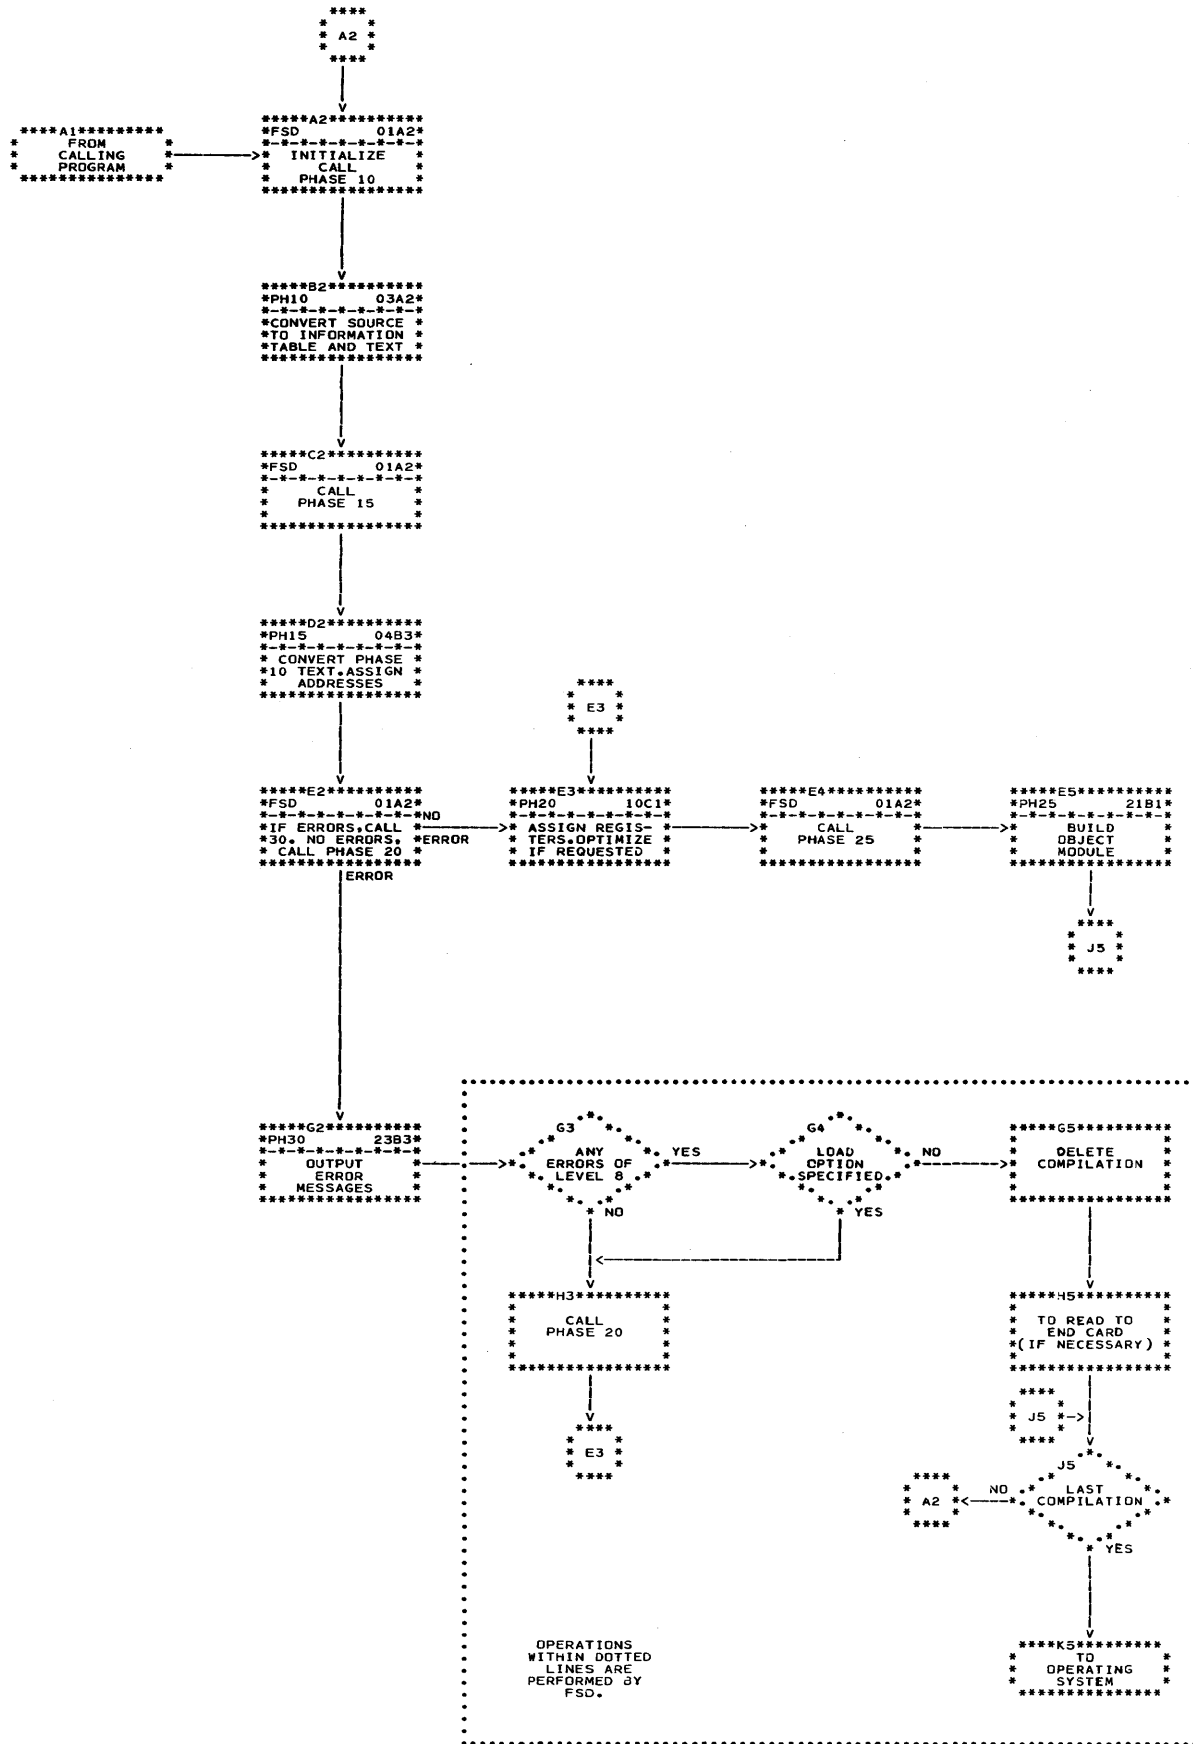 A2
A1
FROM
CALLING
PROGRAM
A2
FSD 01A2
INITIALIZE
CALL
PHASE 10
B2
PH10 03A2
CONVERT SOURCE
TO INFORMATION
TABLE AND TEXT
C2
FSD 01A2
CALL
PHASE 15
D2
PH15 04B3
CONVERT PHASE
10 TEXT.ASSIGN
ADDRESSES
E3
E2
FSD 01A2
IF ERRORS,CALL
30. NO ERRORS,
CALL PHASE 20
NO
ERROR
ERROR
E3
PH20 10C1
ASSIGN REGIS-
TERS.OPTIMIZE
IF REQUESTED
E4
FSD 01A2
CALL
PHASE 25
E5
PH25 21B1
BUILD
OBJECT
MODULE
J5
G2
PH30 23B3
OUTPUT
ERROR
MESSAGES
G3
ANY
ERRORS OF
LEVEL 8
YES
NO
G4
LOAD
OPTION
SPECIFIED
NO
YES
G5
DELETE
COMPILATION
H3
CALL
PHASE 20
E3
H5
TO READ TO
END CARD
(IF NECESSARY)
J5
J5
LAST
COMPILATION
NO
A2
YES
K5
TO
OPERATING
SYSTEM
OPERATIONS
WITHIN DOTTED
LINES ARE
PERFORMED BY
FSD.